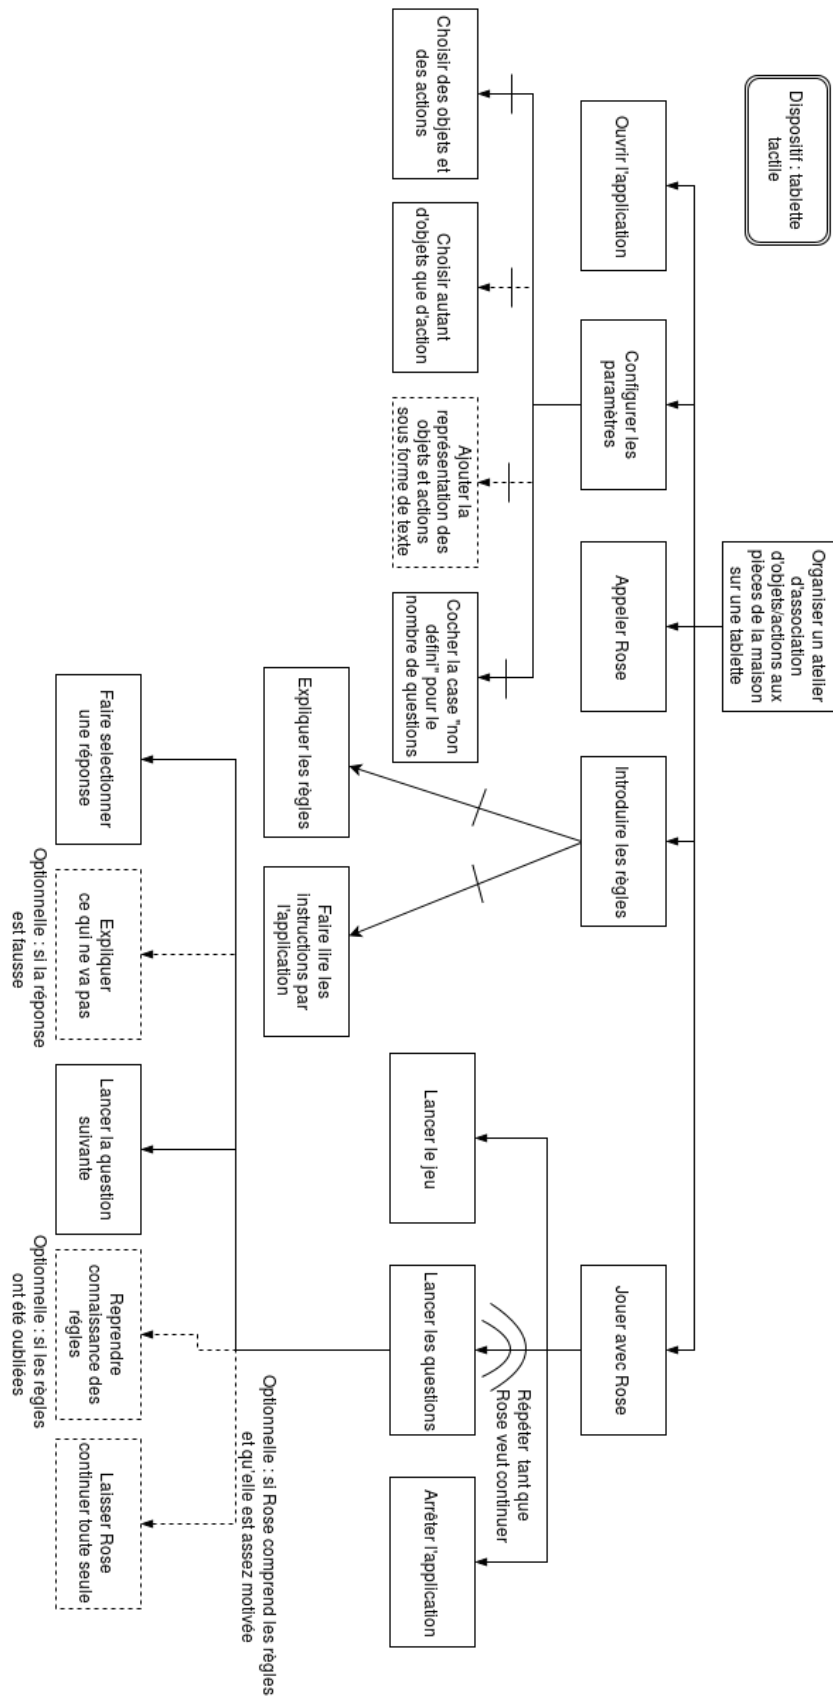 Dispositif : tablette
tactile
Organiser un atelier
d'association
d'objets/actions aux
pièces de la maison
sur une tablette
Ouvrir l'application
Configurer les
paramètres
Appeler Rose
Introduire les règles
Jouer avec Rose
Répéter tant que
Rose veut continuer
Choisir des objets et
des actions
Choisir autant
d'objets que d'action
Ajouter la
représentation des
objets et actions
sous forme de texte
Cocher la case "non
défini" pour le
nombre de questions
Lancer le jeu
Lancer les questions
Arrêter l'application
Expliquer les règles
Faire lire les
instructions par
l'application
Optionnelle : si Rose comprend les règles
et qu'elle est assez motivée
Faire selectionner
une réponse
Expliquer
ce qui ne va pas
Lancer la question
suivante
Reprendre
connaissance des
régles
Laisser Rose
continuer toute seule
Optionnelle : si la réponse
est fausse
Optionnelle : si les règles
ont été oubliées